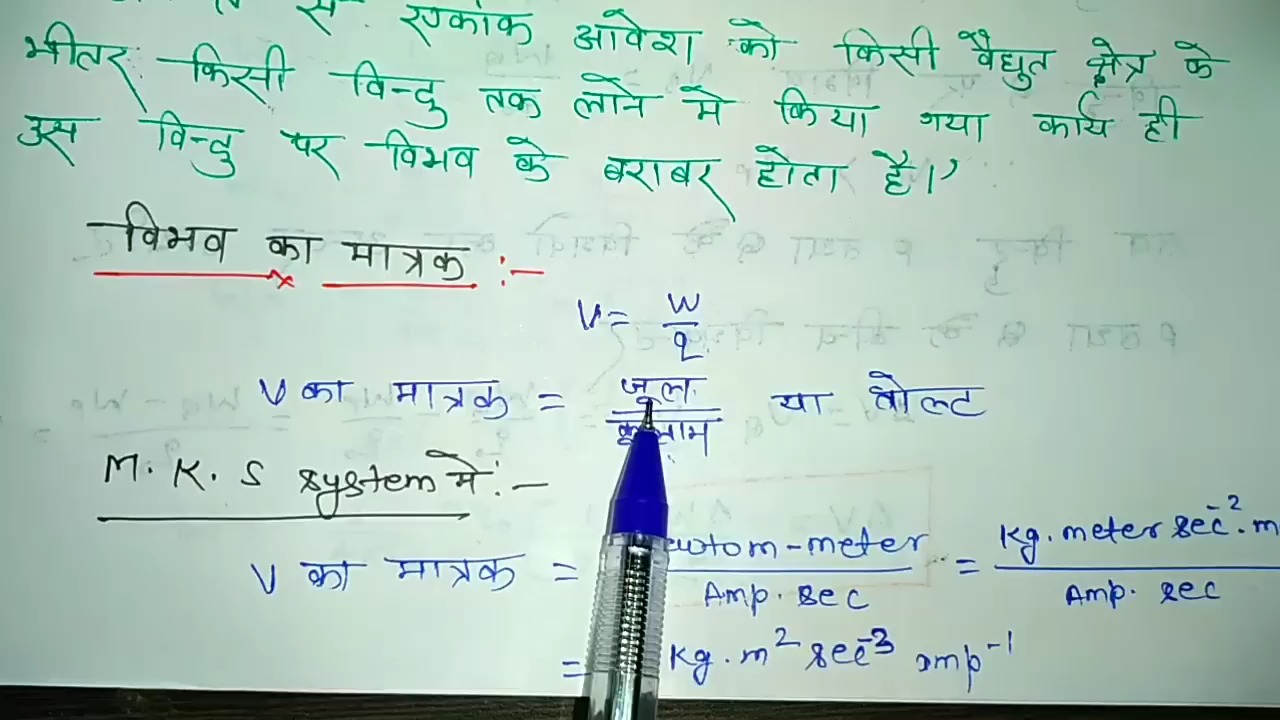 से एकांक आवेश को किसी वैद्युत क्षेत्र के
भीतर किसी विन्दु तक लाने मे किया गया कार्य ही
उस विन्दु पर विभव के बराबर होता है।’
विभव का मात्रक :-
V = W/q
V का मात्रक = जूल/कूलाम या वोल्ट
M. K. S system मे :-
V का मात्रक = ewtom-meter/Amp. sec = Kg. meter sec⁻². m/Amp. sec
= Kg. m² sec⁻³ amp⁻¹